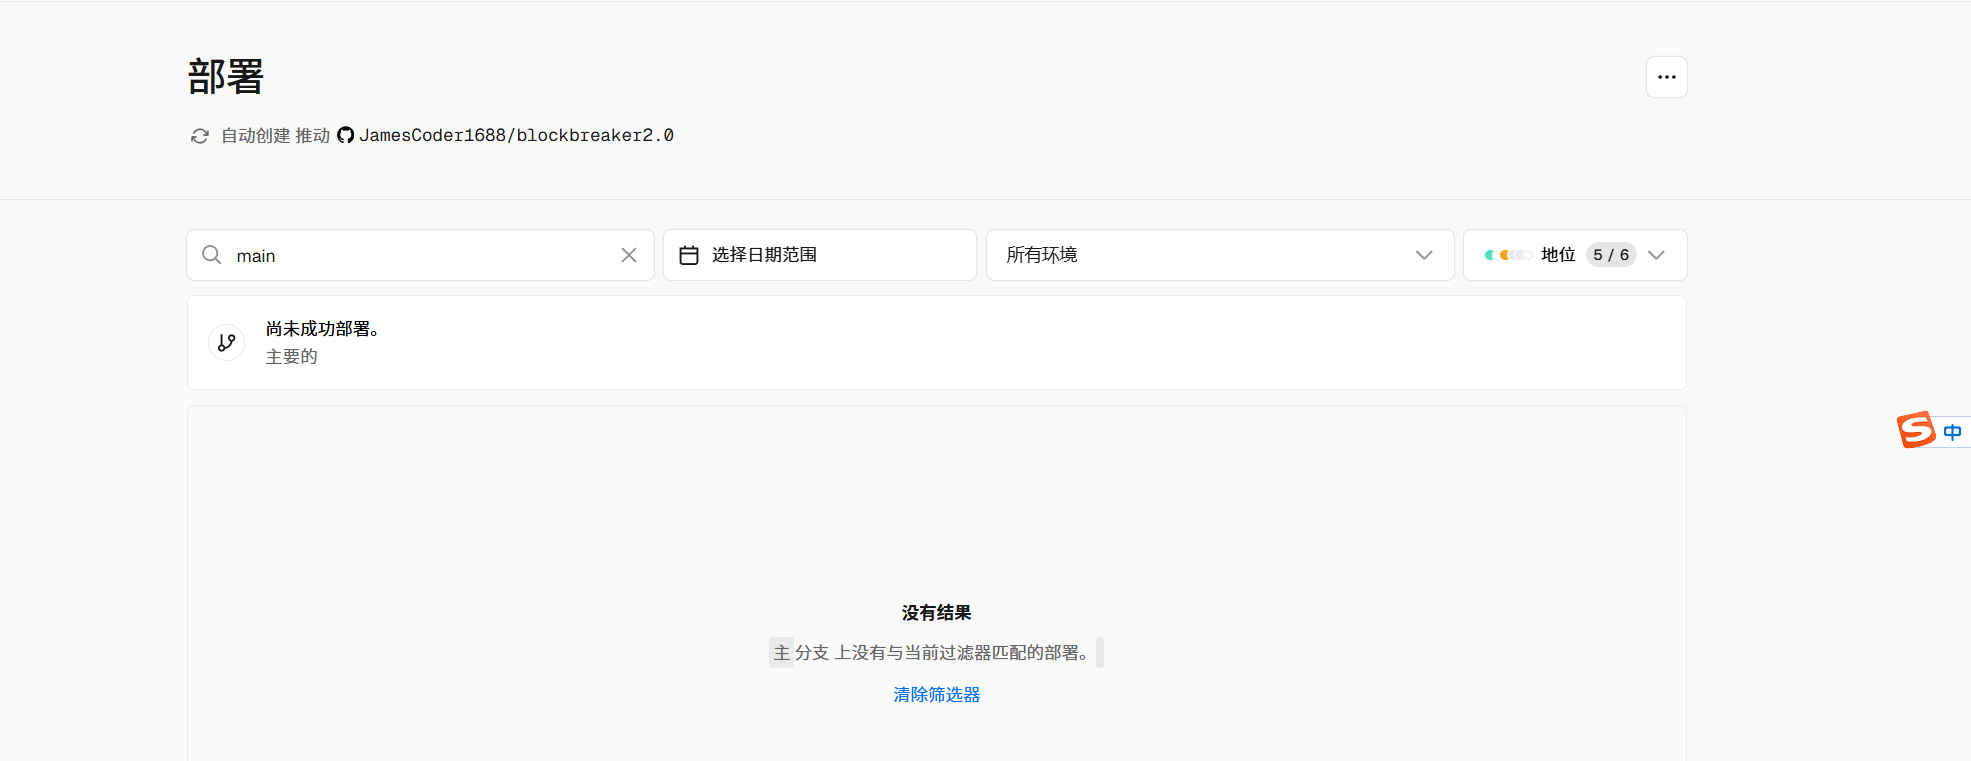 部署
自动创建 推动 JamesCoder1688/blockbreaker2.0
main
选择日期范围
所有环境
地位 5 / 6
尚未成功部署。
主要的
中
没有结果
主 分支 上没有与当前过滤器匹配的部署。
清除筛选器